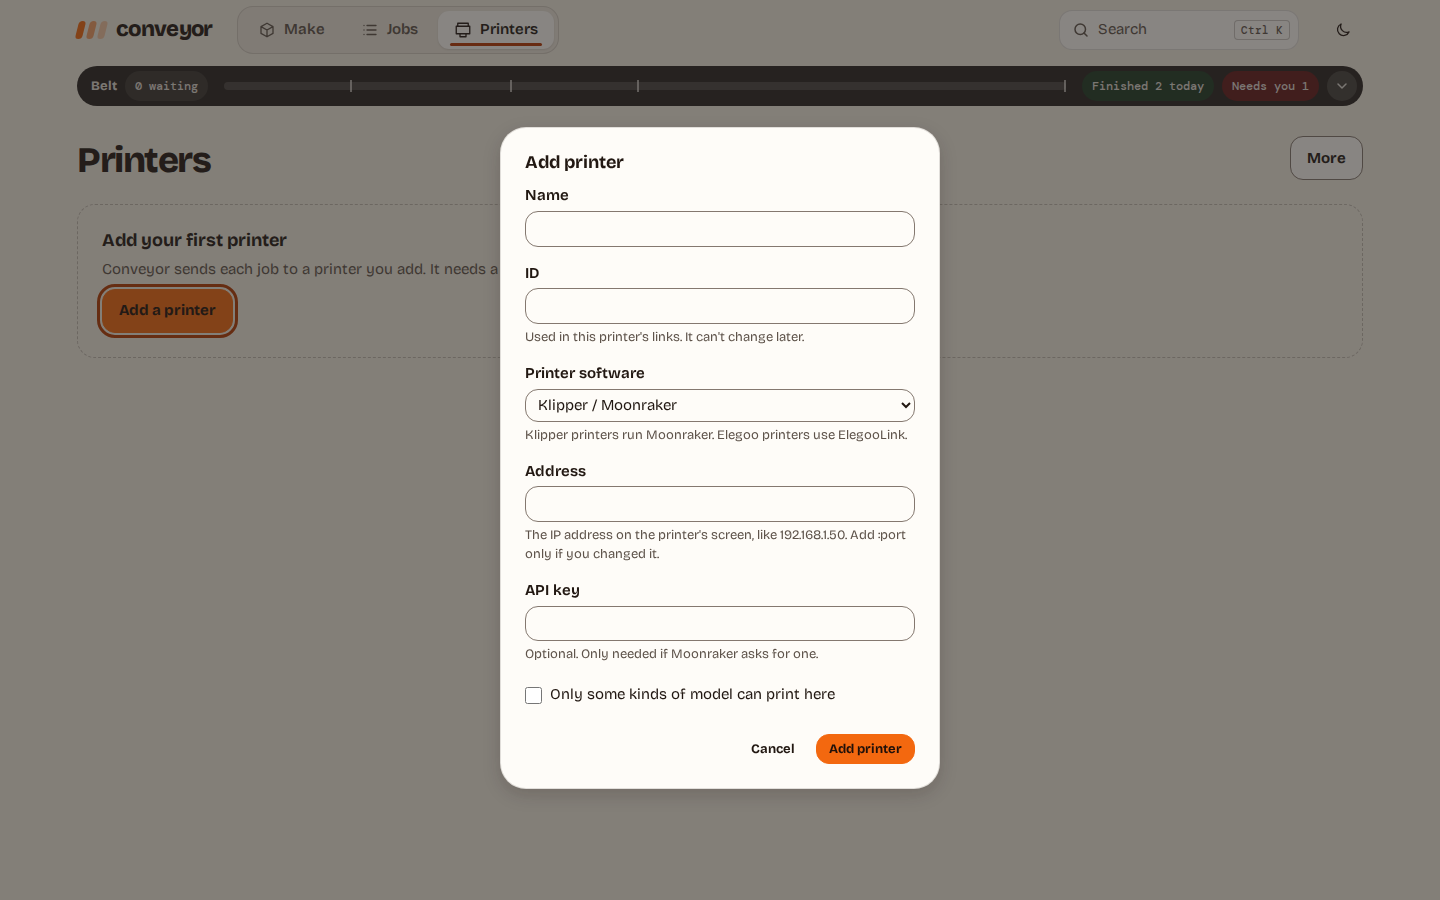 conveyor
Make
Jobs
Printers
Search
Ctrl K
Belt
0 waiting
Finished 2 today
Needs you 1
Printers
More
Add your first printer
Conveyor sends each job to a printer you add. It needs a
Add a printer
Add printer
Name
ID
Used in this printer's links. It can't change later.
Printer software
Klipper / Moonraker
Klipper printers run Moonraker. Elegoo printers use ElegooLink.
Address
The IP address on the printer's screen, like 192.168.1.50. Add :port
only if you changed it.
API key
Optional. Only needed if Moonraker asks for one.
Only some kinds of model can print here
Cancel
Add printer